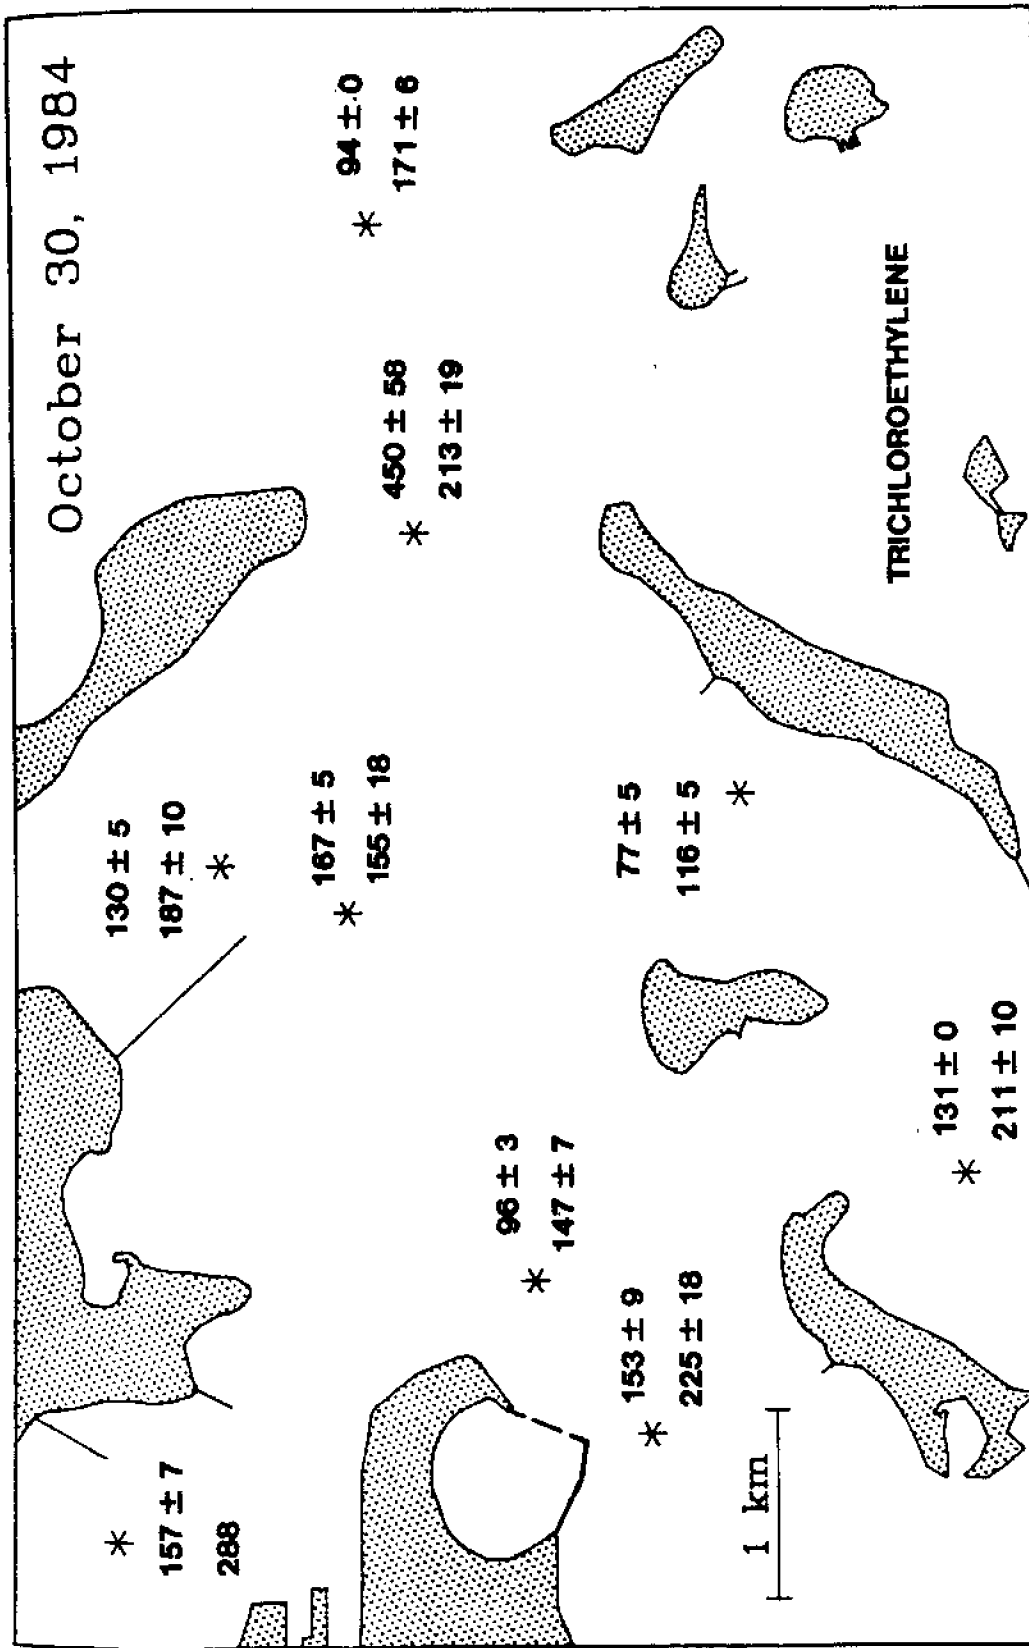 October 30, 1984
157 ± 7
288
130 ± 5
187 ± 10
167 ± 5
155 ± 18
94 ± 0
171 ± 6
450 ± 58
213 ± 19
96 ± 3
147 ± 7
153 ± 9
225 ± 18
77 ± 5
116 ± 5
131 ± 0
211 ± 10
1 km
TRICHLOROETHYLENE